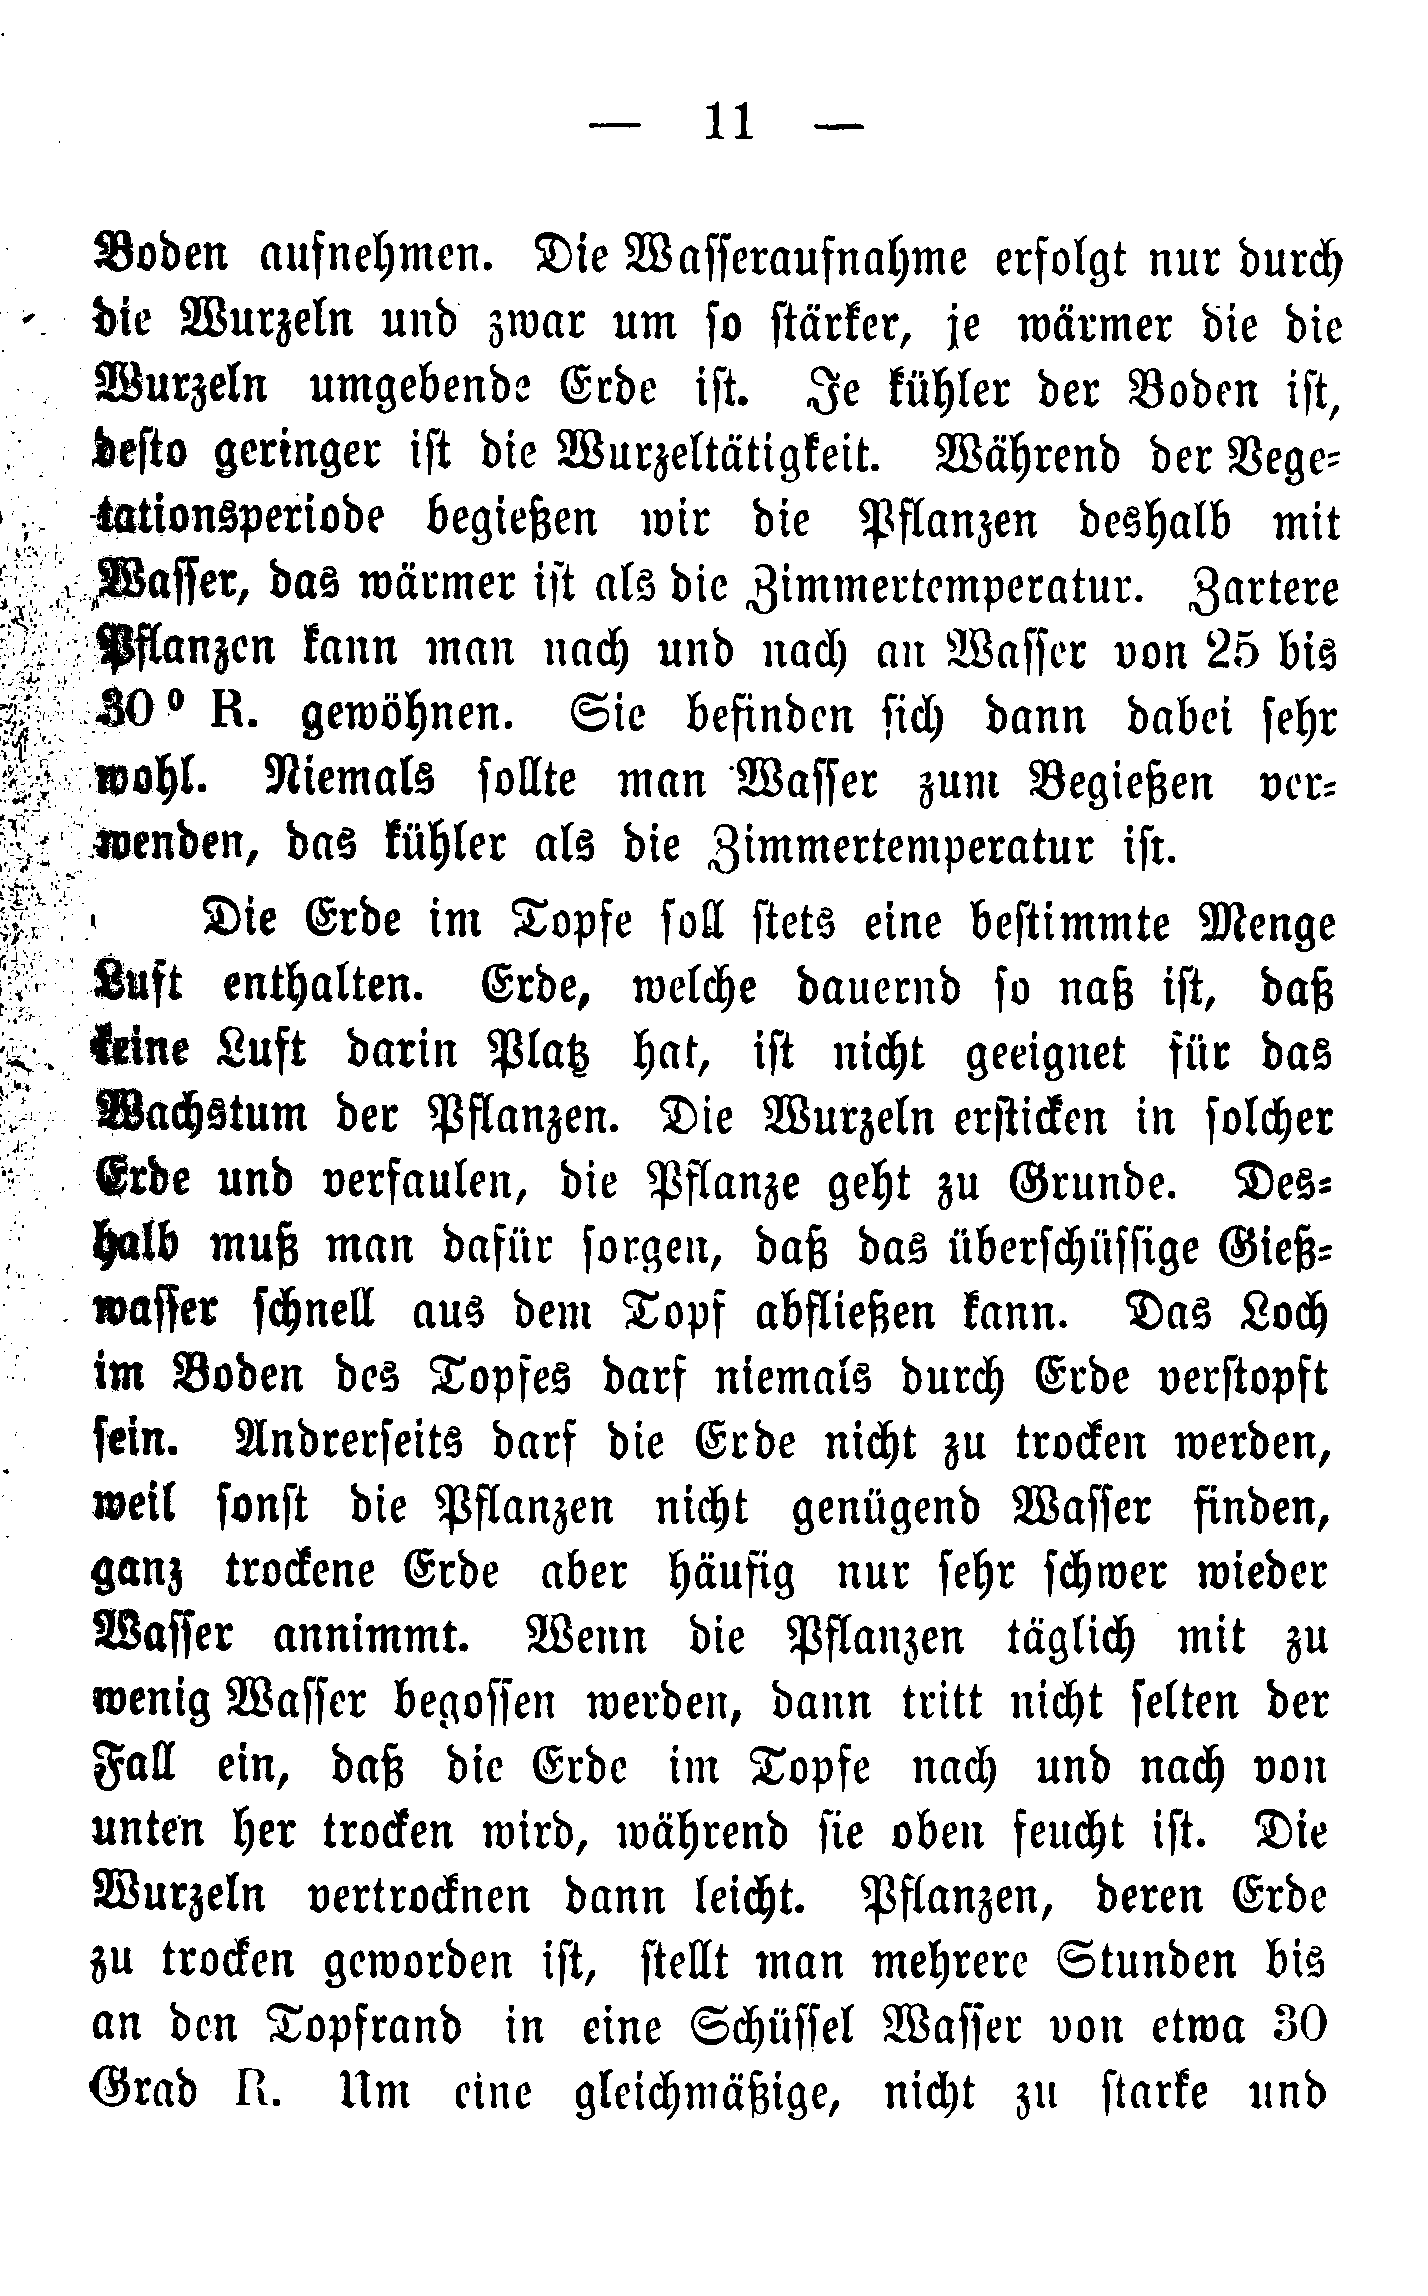 — 11 —
Boden aufnehmen. Die Wasseraufnahme erfolgt nur durch
die Wurzeln und zwar um so stärker, je wärmer die die
Wurzeln umgebende Erde ist. Je kühler der Boden ist,
desto geringer ist die Wurzeltätigkeit. Während der Vege-
tationsperiode begießen wir die Pflanzen deshalb mit
Wasser, das wärmer ist als die Zimmertemperatur. Zartere
Pflanzen kann man nach und nach an Wasser von 25 bis
30° R. gewöhnen. Sie befinden sich dann dabei sehr
wohl. Niemals sollte man Wasser zum Begießen ver-
wenden, das kühler als die Zimmertemperatur ist.
Die Erde im Topfe soll stets eine bestimmte Menge
Luft enthalten. Erde, welche dauernd so naß ist, daß
keine Luft darin Platz hat, ist nicht geeignet für das
Wachstum der Pflanzen. Die Wurzeln ersticken in solcher
Erde und verfaulen, die Pflanze geht zu Grunde. Des-
halb muß man dafür sorgen, daß das überschüssige Gieß-
wasser schnell aus dem Topf abfließen kann. Das Loch
im Boden des Topfes darf niemals durch Erde verstopft
sein. Andrerseits darf die Erde nicht zu trocken werden,
weil sonst die Pflanzen nicht genügend Wasser finden,
ganz trockene Erde aber häufig nur sehr schwer wieder
Wasser annimmt. Wenn die Pflanzen täglich mit zu
wenig Wasser begossen werden, dann tritt nicht selten der
Fall ein, daß die Erde im Topfe nach und nach von
unten her trocken wird, während sie oben feucht ist. Die
Wurzeln vertrocknen dann leicht. Pflanzen, deren Erde
zu trocken geworden ist, stellt man mehrere Stunden bis
an den Topfrand in eine Schüssel Wasser von etwa 30
Grad R. Um eine gleichmäßige, nicht zu starke und